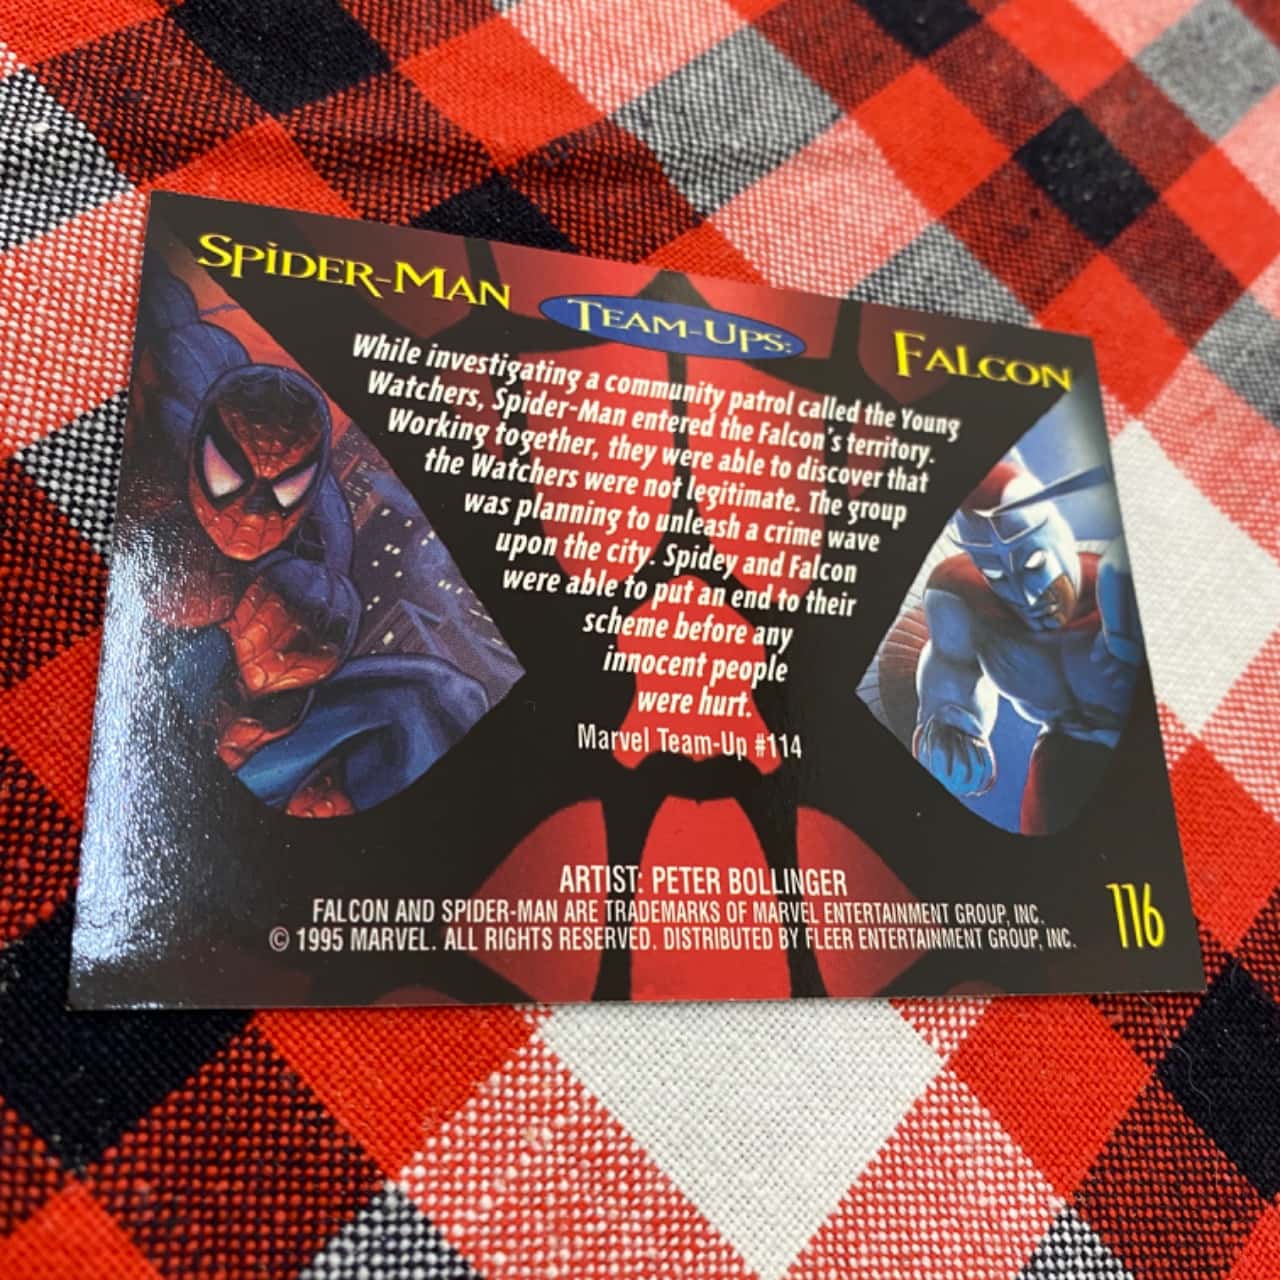 SPIDER-MAN
TEAM-UPS:
FALCON
While investigating a community patrol called the Young
Watchers, Spider-Man entered the Falcon's territory.
Working together, they were able to discover that
the Watchers were not legitimate. The group
was planning to unleash a crime wave
upon the city. Spidey and Falcon
were able to put an end to their
scheme before any
innocent people
were hurt.
Marvel Team-Up #114
ARTIST: PETER BOLLINGER
FALCON AND SPIDER-MAN ARE TRADEMARKS OF MARVEL ENTERTAINMENT GROUP, INC.
© 1995 MARVEL. ALL RIGHTS RESERVED. DISTRIBUTED BY FLEER ENTERTAINMENT GROUP, INC.
116